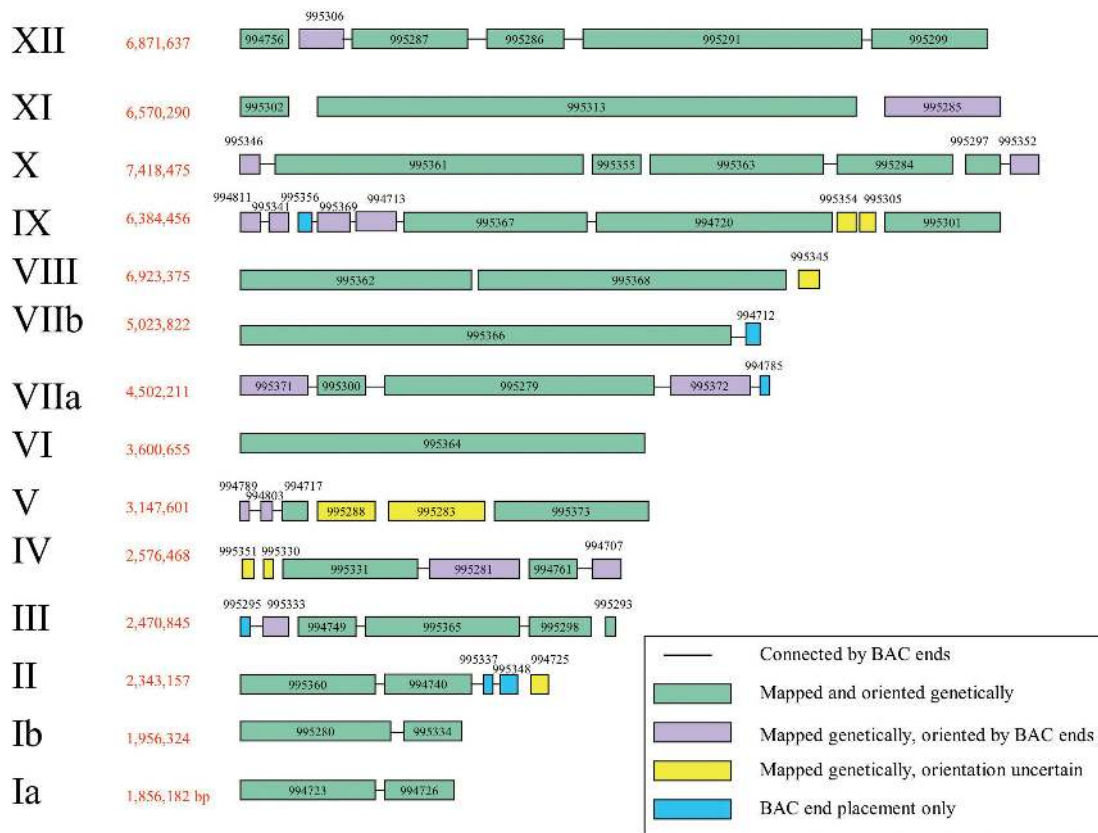 995306
XII 6,871,637 994756 995287 995286 995291 995299
XI 6,570,290 995302 995313 995285
995346 995297 995352
X 7,418,475 995361 995355 995363 995284
994811 995341 995356 995369 994713 995354 995305
IX 6,384,456 995367 994720 995301
995345
VIII 6,923,375 995362 995368
994712
VIIb 5,023,822 995366
994785
VIIa 4,502,211 995371 995300 995279 995372
VI 3,600,655 995364
994789 994803 994717
V 3,147,601 995288 995283 995373
995351 995330 994707
IV 2,576,468 995331 995281 994761
995295 995333 995293
III 2,470,845 994749 995365 995298
995337 995348 994725
II 2,343,157 995360 994740
Ib 1,956,324 995280 995334
Ia 1,856,182 bp 994723 994726
Connected by BAC ends
Mapped and oriented genetically
Mapped genetically, oriented by BAC ends
Mapped genetically, orientation uncertain
BAC end placement only